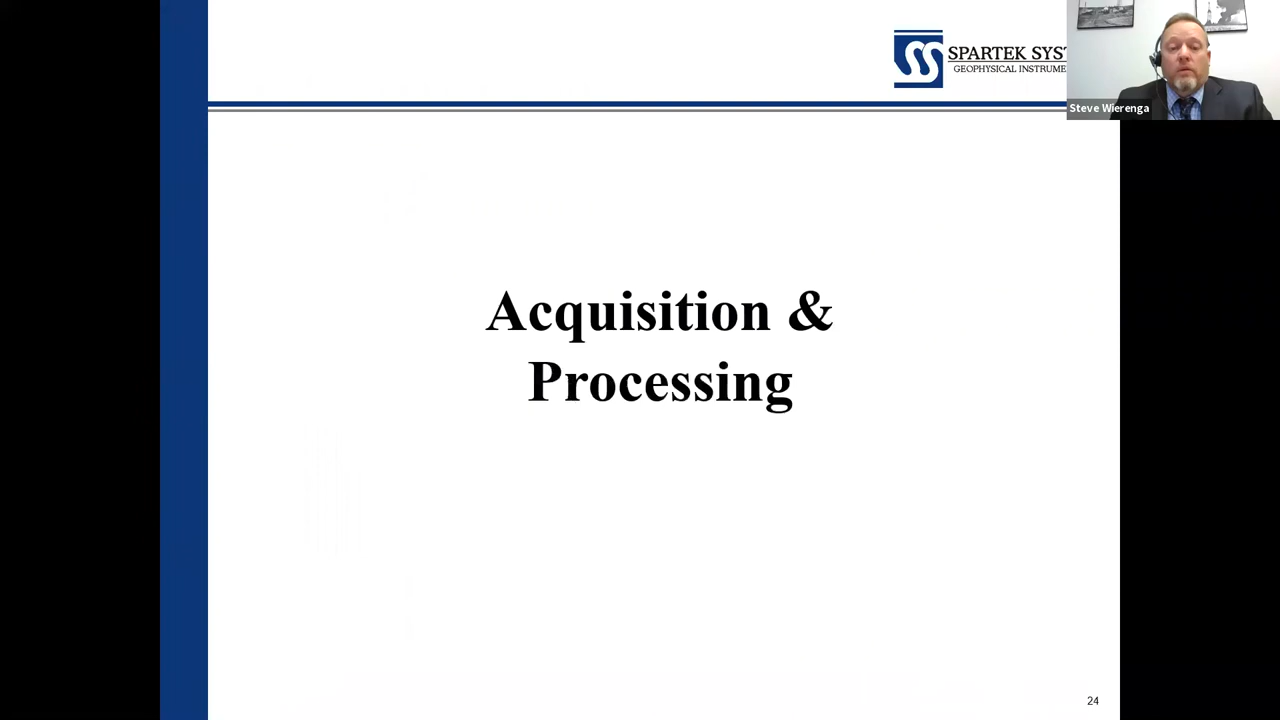 SPARTEK SYST
GEOPHYSICAL INSTRUME
Steve Wierenga
Acquisition &
Processing
24